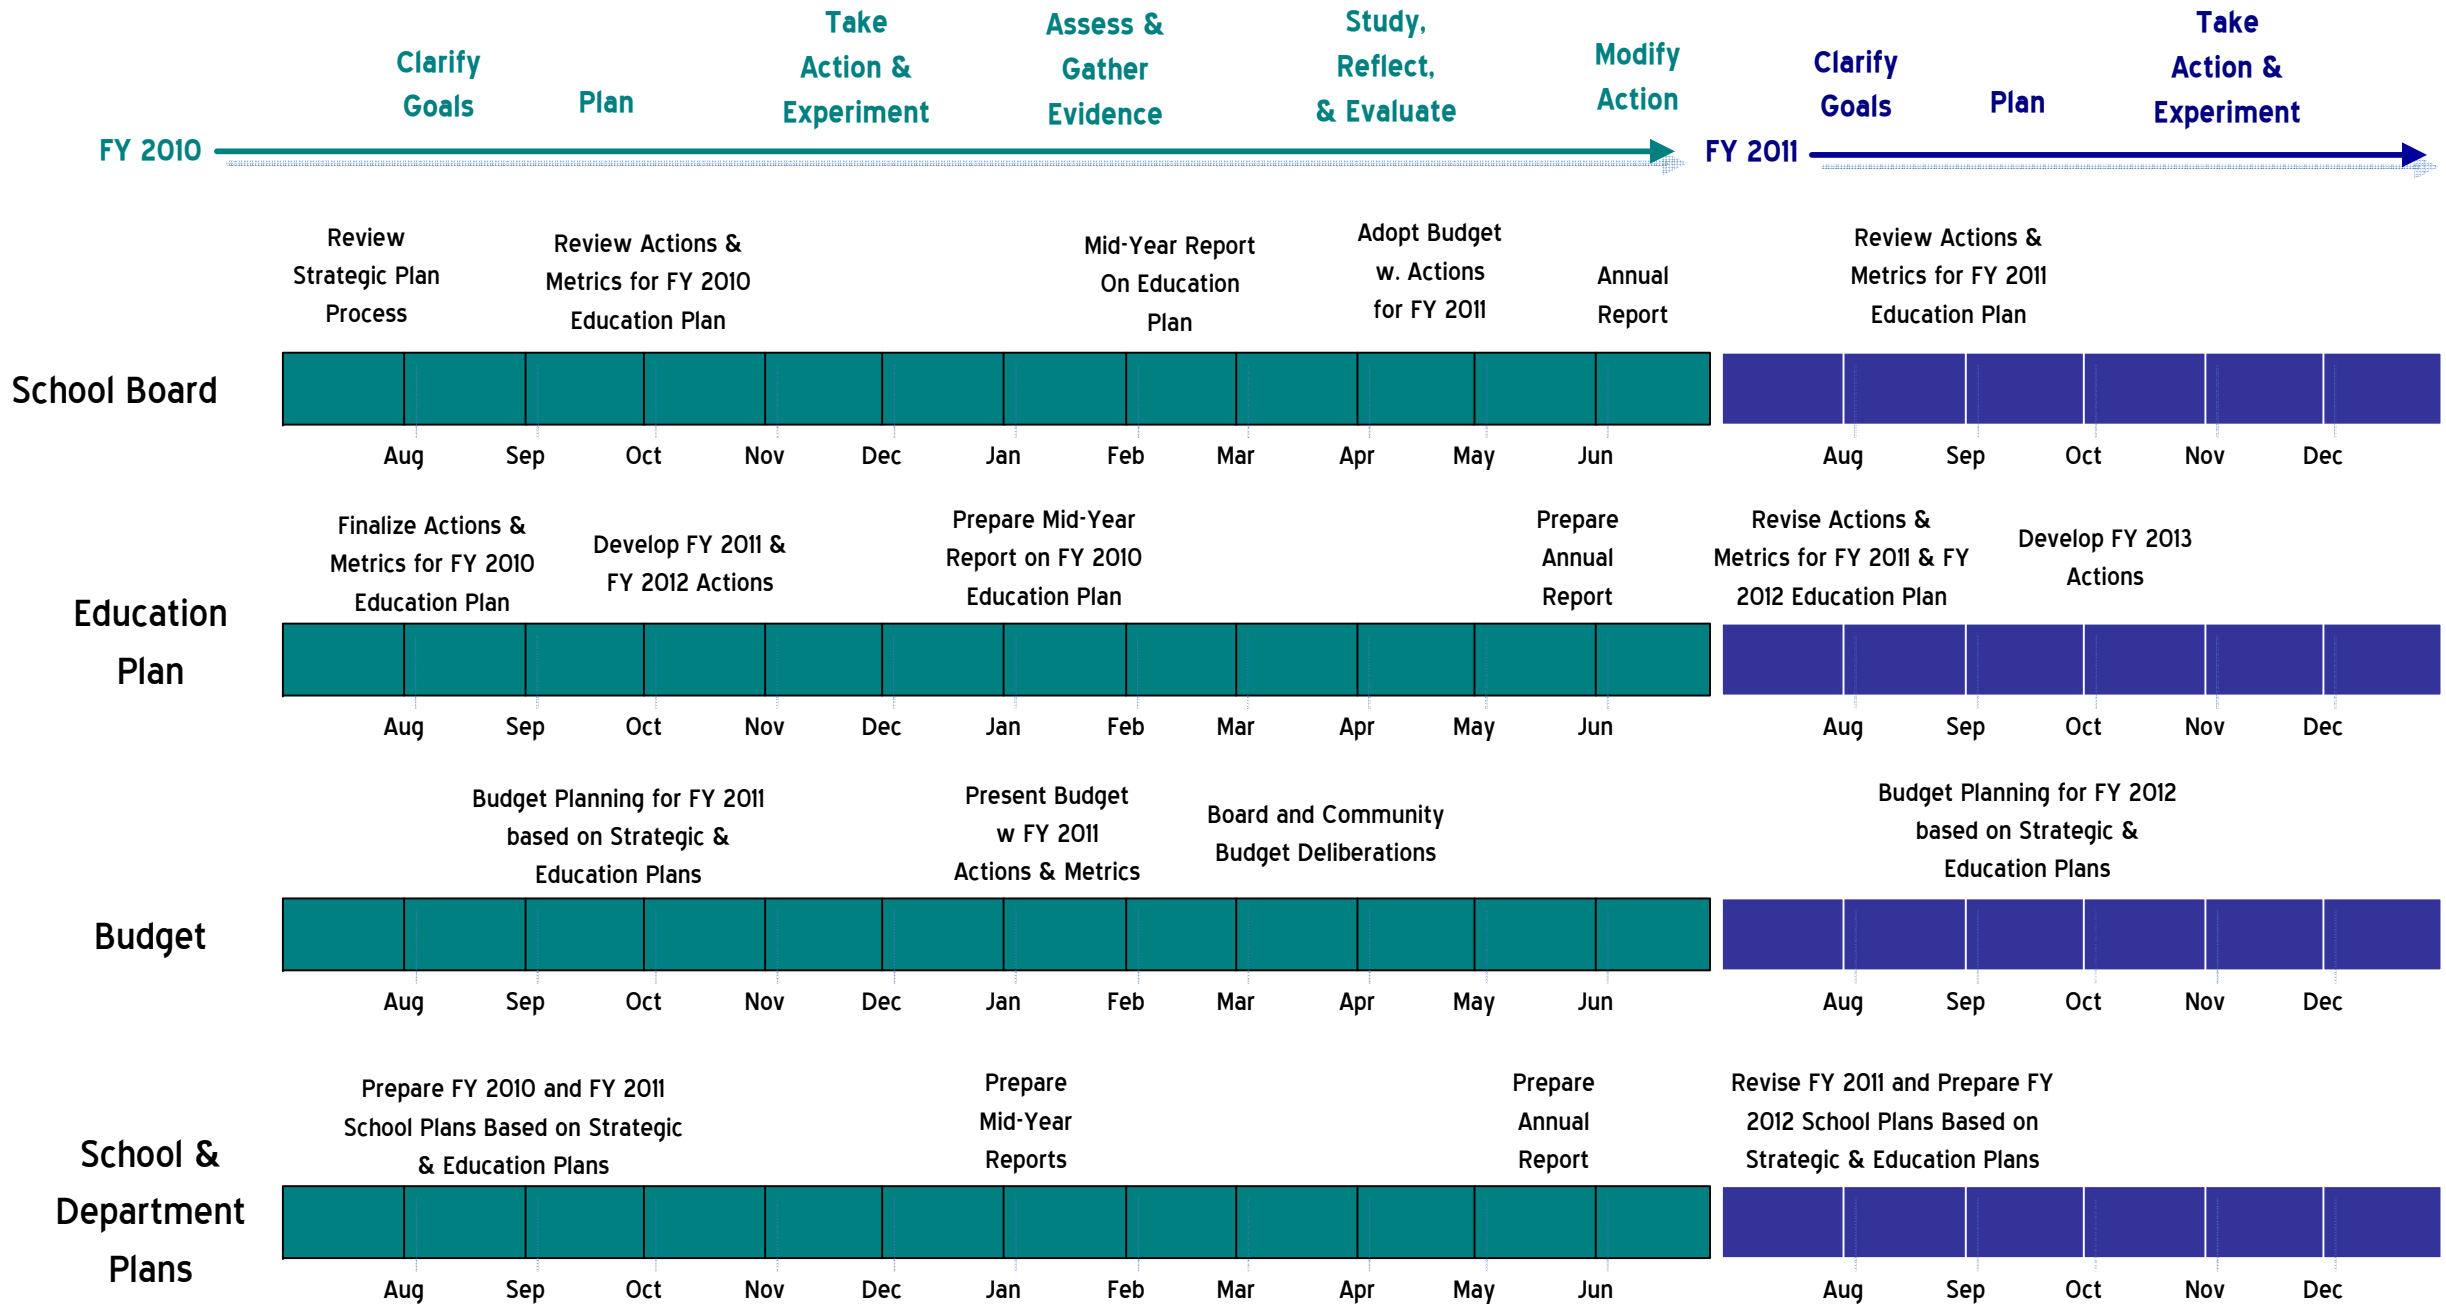 Clarify
Goals
Plan
Take
Action &
Experiment
Assess &
Gather
Evidence
Study,
Reflect,
& Evaluate
Modify
Action
Clarify
Goals
Plan
Take
Action &
Experiment
FY 2010
FY 2011
Review
Strategic Plan
Process
Review Actions &
Metrics for FY 2010
Education Plan
Mid-Year Report
On Education
Plan
Adopt Budget
w. Actions
for FY 2011
Annual
Report
Review Actions &
Metrics for FY 2011
Education Plan
School Board
Aug Sep Oct Nov Dec Jan Feb Mar Apr May Jun Aug Sep Oct Nov Dec
Finalize Actions &
Metrics for FY 2010
Education Plan
Develop FY 2011 &
FY 2012 Actions
Prepare Mid-Year
Report on FY 2010
Education Plan
Prepare
Annual
Report
Revise Actions &
Metrics for FY 2011 & FY
2012 Education Plan
Develop FY 2013
Actions
Education
Plan
Aug Sep Oct Nov Dec Jan Feb Mar Apr May Jun Aug Sep Oct Nov Dec
Budget Planning for FY 2011
based on Strategic &
Education Plans
Present Budget
w FY 2011
Actions & Metrics
Board and Community
Budget Deliberations
Budget Planning for FY 2012
based on Strategic &
Education Plans
Budget
Aug Sep Oct Nov Dec Jan Feb Mar Apr May Jun Aug Sep Oct Nov Dec
Prepare FY 2010 and FY 2011
School Plans Based on Strategic
& Education Plans
Prepare
Mid-Year
Reports
Prepare
Annual
Report
Revise FY 2011 and Prepare FY
2012 School Plans Based on
Strategic & Education Plans
School &
Department
Plans
Aug Sep Oct Nov Dec Jan Feb Mar Apr May Jun Aug Sep Oct Nov Dec